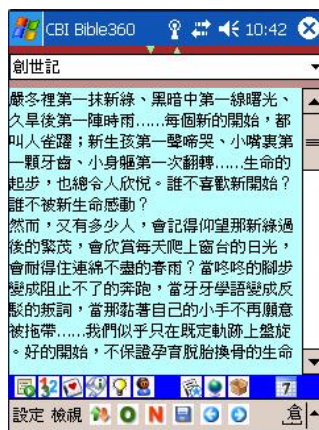 CBI Bible360
10:42
創世記
嚴冬裡第一抹新綠、黑暗中第一線曙光、
久旱後第一陣時雨……每個新的開始,都
叫人雀躍;新生孩第一聲啼哭、小嘴裏第
一顆牙齒、小身軀第一次翻轉……生命的
起步,也總令人欣悅。誰不喜歡新開始?
誰不被新生命感動?
然而,又有多少人,會記得仰望那新綠過
後的繁茂,會欣賞每天爬上窗台的日光,
會耐得住連綿不盡的春雨?當咚咚的腳步
變成阻止不了的奔跑,當牙牙學語變成反
駁的叛詞,當那黏著自己的小手不再願意
被拖帶……我們似乎只在既定軌跡上盤旋
。好的開始,不保證孕育脫胎換骨的生命
設定 檢視 O N 倉